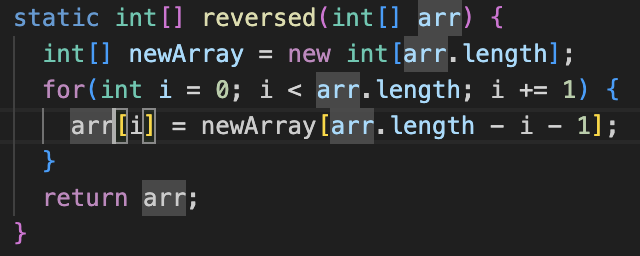 static int[] reversed(int[] arr) {
  int[] newArray = new int[arr.length];
  for(int i = 0; i < arr.length; i += 1) {
    arr[i] = newArray[arr.length - i - 1];
  }
  return arr;
}